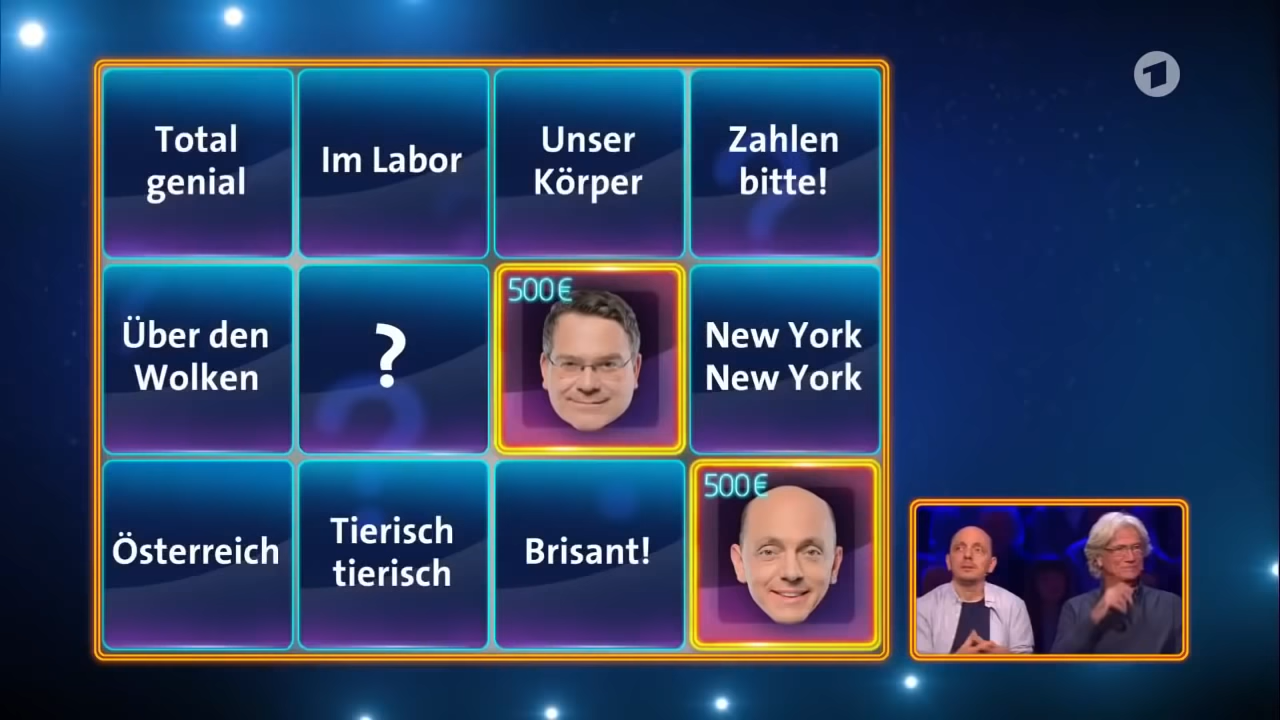 Total
genial
Im Labor
Unser
Körper
Zahlen
bitte!
Über den
Wolken
?
500€
New York
New York
Österreich
Tierisch
tierisch
Brisant!
500€
1